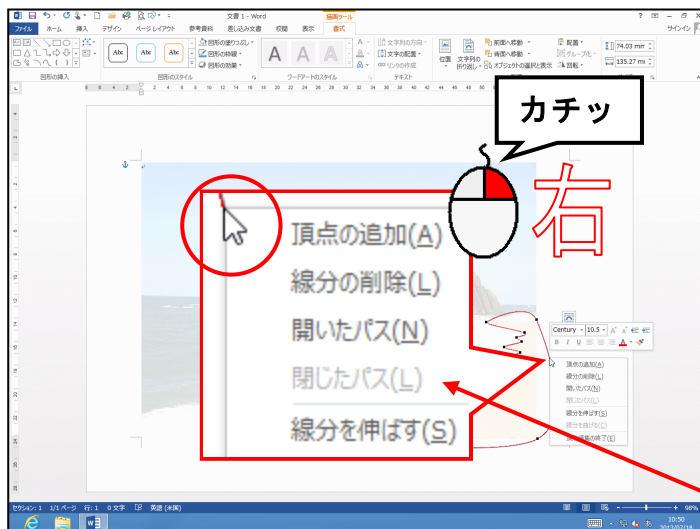 文書 1 - Word
描画ツール
サインイン
ファイル ホーム 挿入 デザイン ページ レイアウト 参考資料 差し込み文書 校閲 表示 書式
Abc Abc Abc
図形の塗りつぶし
図形の枠線
図形の効果
A A A
文字列の方向
文字の配置
リンクの作成
位置
文字列の折り返し
前面へ移動
背面へ移動
オブジェクトの選択と表示
配置
グループ化
回転
74.03 mm
135.27 mm
図形の挿入 図形のスタイル ワードアートのスタイル テキスト
カチッ
右
頂点の追加(A)
線分の削除(L)
開いたパス(N)
閉じたパス(L)
線分を伸ばす(S)
Century 10.5
B I U
頂点の追加(A)
線分の削除(L)
開いたパス(N)
閉じたパス(L)
線分を伸ばす(S)
線分を曲げる(C)
頂点編集の終了(E)
セクション: 1 1/1 ページ 行: 1 0 文字 英語 (米国)
98%
10:50
2013/07/18